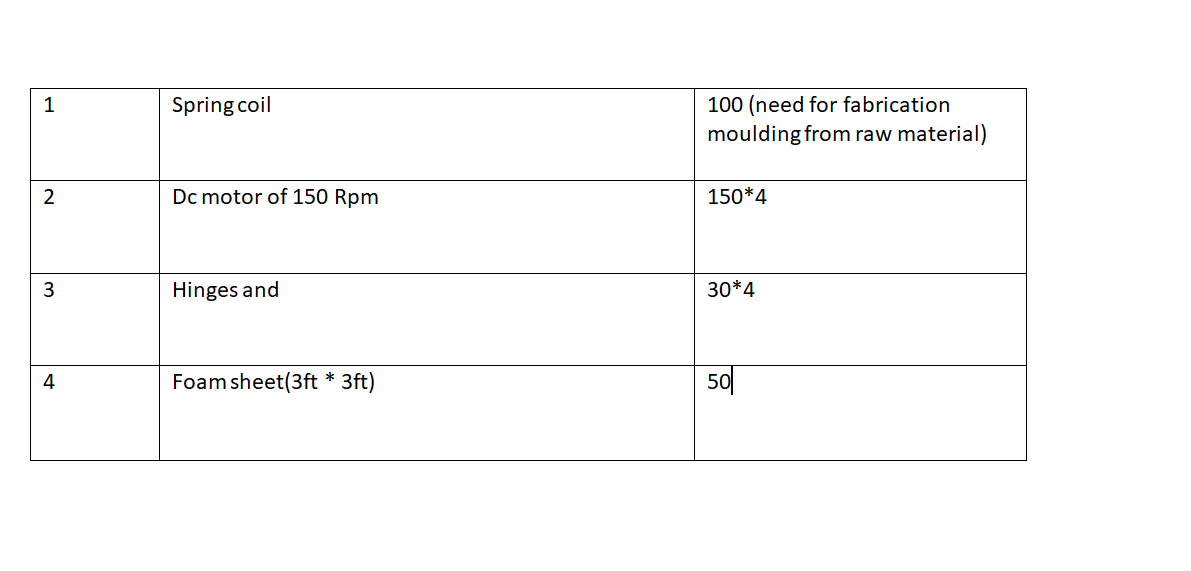 1 Spring coil 100 (need for fabrication
moulding from raw material)
2 Dc motor of 150 Rpm 150*4
3 Hinges and 30*4
4 Foam sheet(3ft * 3ft) 50